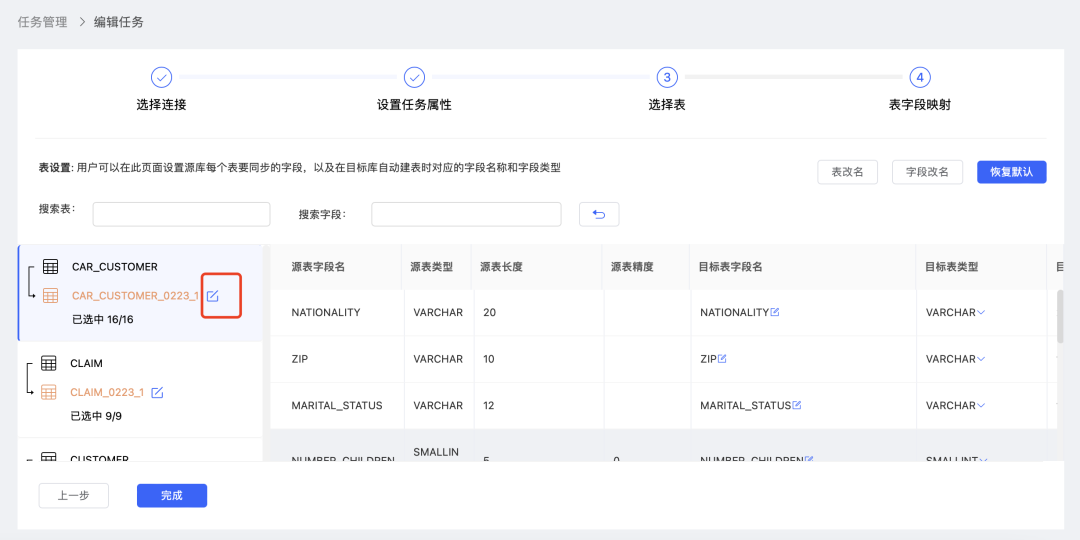 任务管理 > 编辑任务
3 4
选择连接 设置任务属性 选择表 表字段映射
表设置: 用户可以在此页面设置源库每个表要同步的字段，以及在目标库自动建表时对应的字段名称和字段类型
表改名 字段改名 恢复默认
搜索表: 搜索字段:
源表字段名 源表类型 源表长度 源表精度 目标表字段名 目标表类型
CAR_CUSTOMER
CAR_CUSTOMER_0223_1
已选中 16/16
NATIONALITY VARCHAR 20 NATIONALITY VARCHAR
ZIP VARCHAR 10 ZIP VARCHAR
CLAIM
CLAIM_0223_1
已选中 9/9
MARITAL_STATUS VARCHAR 12 MARITAL_STATUS VARCHAR
CUSTOMER
NUMBER_CHILDREN SMALLIN 5 0 NUMBER_CHILDREN SMALLINT
上一步 完成